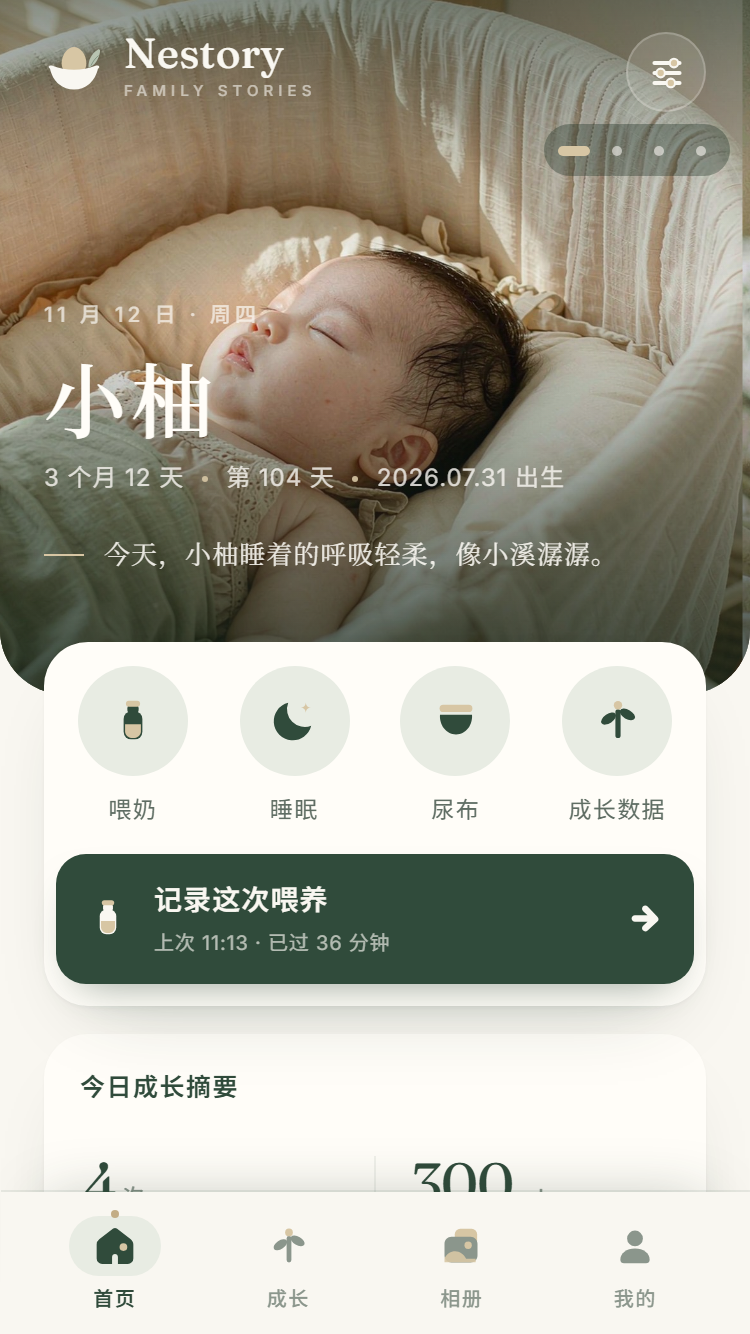 Nestory
FAMILY STORIES
11 月 12 日 · 周四
小柚
3 个月 12 天 • 第 104 天 • 2026.07.31 出生
今天，小柚睡着的呼吸轻柔，像小溪潺潺。
喂奶 睡眠 尿布 成长数据
记录这次喂养
上次 11:13 · 已过 36 分钟
今日成长摘要
4 次 300
首页 成长 相册 我的